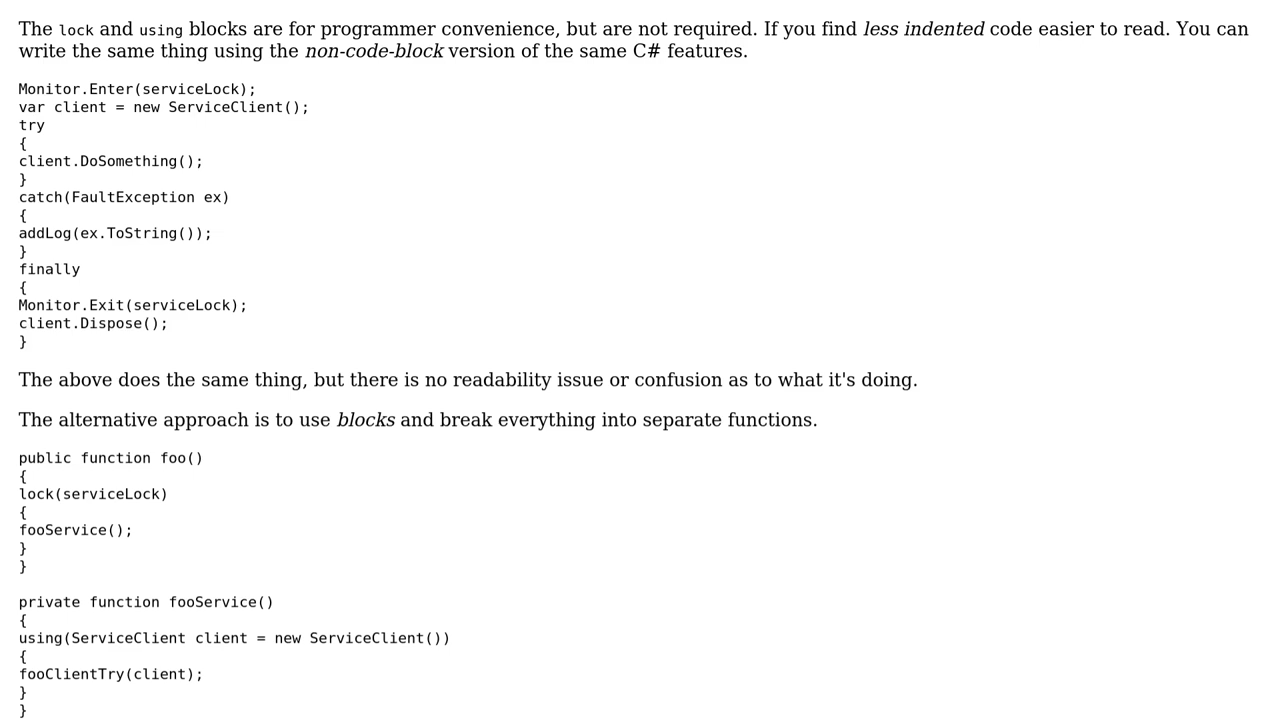 The lock and using blocks are for programmer convenience, but are not required. If you find less indented code easier to read. You can
write the same thing using the non-code-block version of the same C# features.
Monitor.Enter(serviceLock);
var client = new ServiceClient();
try
{
client.DoSomething();
}
catch(FaultException ex)
{
addLog(ex.ToString());
}
finally
{
Monitor.Exit(serviceLock);
client.Dispose();
}
The above does the same thing, but there is no readability issue or confusion as to what it's doing.
The alternative approach is to use blocks and break everything into separate functions.
public function foo()
{
lock(serviceLock)
{
fooService();
}
}
private function fooService()
{
using(ServiceClient client = new ServiceClient())
{
fooClientTry(client);
}
}